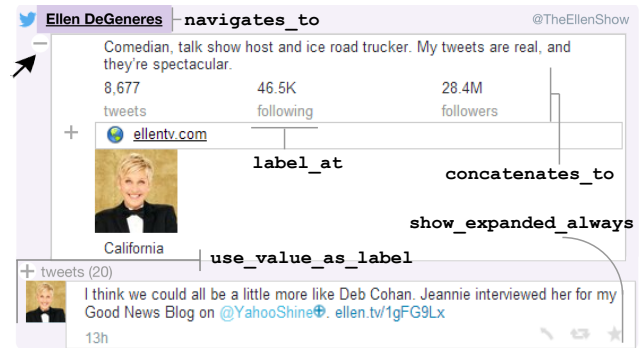 Ellen DeGeneres navigates_to @TheEllenShow
Comedian, talk show host and ice road trucker. My tweets are real, and
they're spectacular.
8,677 46.5K 28.4M
tweets following followers
ellentv.com
label_at
concatenates_to
show_expanded_always
California
use_value_as_label
tweets (20)
I think we could all be a little more like Deb Cohan. Jeannie interviewed her for my
Good News Blog on @YahooShine. ellen.tv/1gFG9Lx
13h